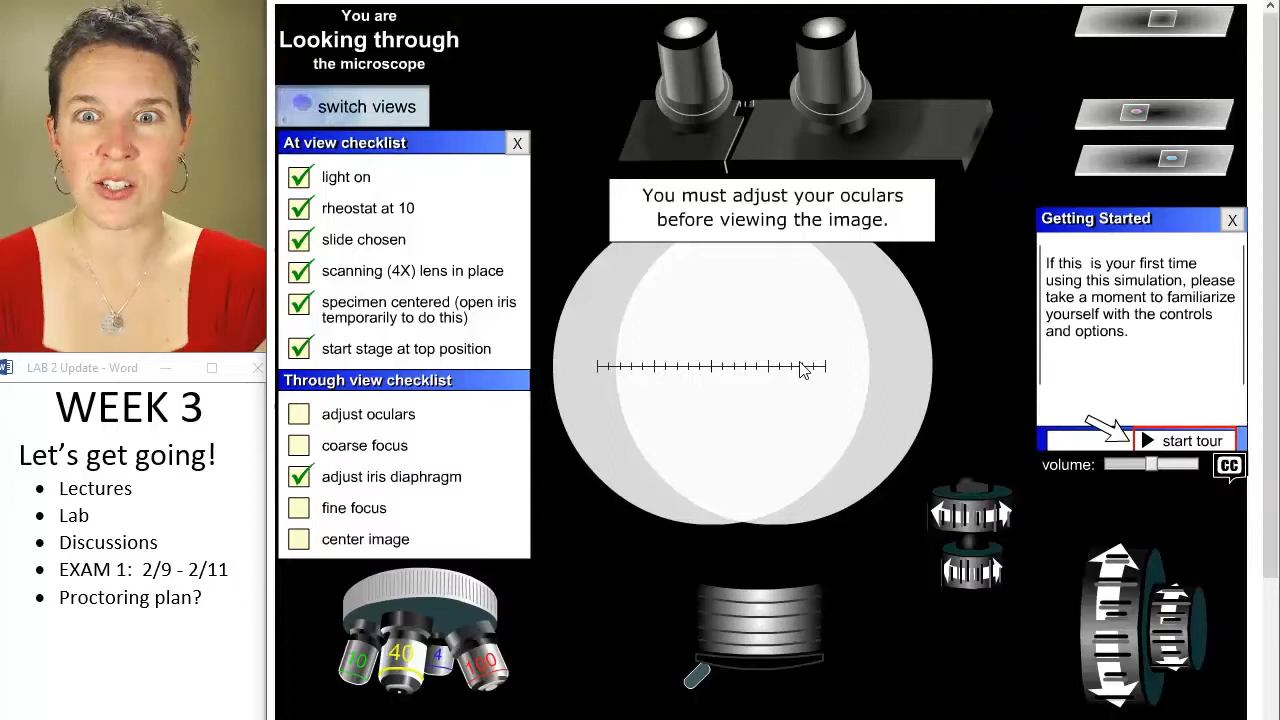 You are
Looking through
the microscope
switch views
At view checklist
X
light on
rheostat at 10
slide chosen
scanning (4X) lens in place
specimen centered (open iris
temporarily to do this)
start stage at top position
Through view checklist
adjust oculars
coarse focus
adjust iris diaphragm
fine focus
center image
You must adjust your oculars
before viewing the image.
Getting Started
X
If this is your first time
using this simulation, please
take a moment to familiarize
yourself with the controls
and options.
start tour
volume:
CC
LAB 2 Update - Word
WEEK 3
Let's get going!
• Lectures
• Lab
• Discussions
• EXAM 1: 2/9 - 2/11
• Proctoring plan?
10
40
4
100